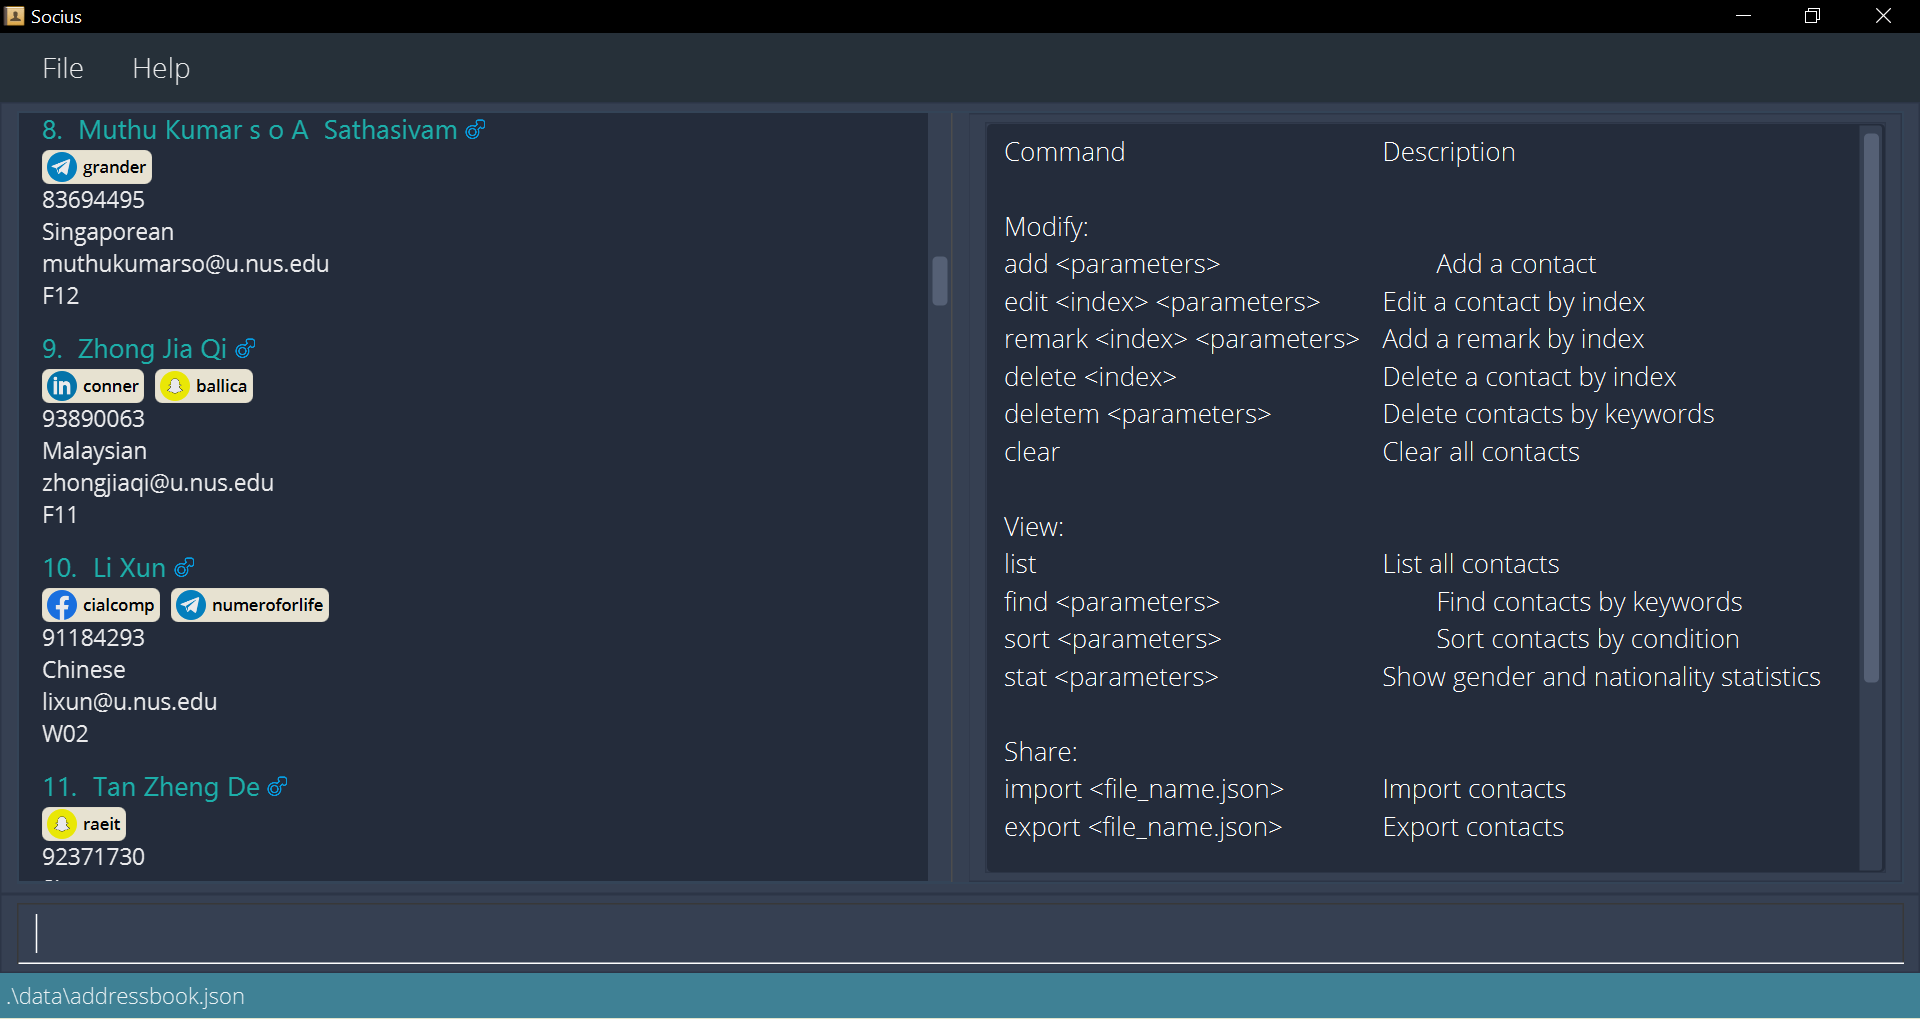 Socius
File Help
8. Muthu Kumar s o A Sathasivam
grander
83694495
Singaporean
muthukumarso@u.nus.edu
F12
9. Zhong Jia Qi
conner ballica
93890063
Malaysian
zhongjiaqi@u.nus.edu
F11
10. Li Xun
cialcomp numeroforlife
91184293
Chinese
lixun@u.nus.edu
W02
11. Tan Zheng De
raeit
92371730
Command Description
Modify:
add <parameters> Add a contact
edit <index> <parameters> Edit a contact by index
remark <index> <parameters> Add a remark by index
delete <index> Delete a contact by index
deletem <parameters> Delete contacts by keywords
clear Clear all contacts
View:
list List all contacts
find <parameters> Find contacts by keywords
sort <parameters> Sort contacts by condition
stat <parameters> Show gender and nationality statistics
Share:
import <file_name.json> Import contacts
export <file_name.json> Export contacts
.\data\addressbook.json